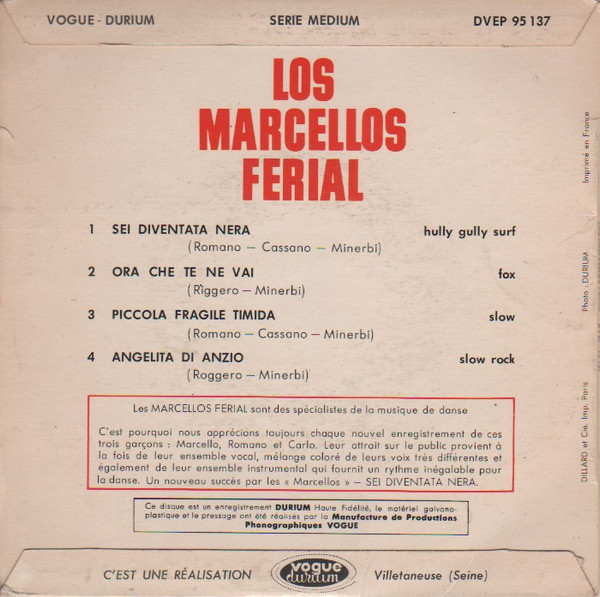 VOGUE - DURIUM SERIE MEDIUM DVEP 95 137
LOS
MARCELLOS
FERIAL
1 SEI DIVENTATA NERA hully gully surf
(Romano – Cassano – Minerbi)
2 ORA CHE TE NE VAI fox
(Riggero – Minerbi)
3 PICCOLA FRAGILE TIMIDA slow
(Romano – Cassano – Minerbi)
4 ANGELITA DI ANZIO slow rock
(Roggero – Minerbi)
Les MARCELLOS FERIAL sont des spécialistes de la musique de danse
C'est pourquoi nous apprécions toujours chaque nouvel enregistrement de ces
trois garçons : Marcello, Romano et Carlo. Leur attrait sur le public provient à
la fois de leur ensemble vocal, mélange coloré de leurs voix très différentes et
également de leur ensemble instrumental qui fournit un rythme inégalable pour
la danse. Un nouveau succès par les « Marcellos » – SEI DIVENTATA NERA.
Ce disque est un enregistrement DURIUM Haute Fidélité, le matériel galvano-
plastique et le pressage ont été réalisés par la Manufacture de Productions
Phonographiques VOGUE
C'EST UNE RÉALISATION vogue durium Villetaneuse (Seine)
Imprimé en France
Photo : DURIUM
DILLARD et Cie. Imp. Paris